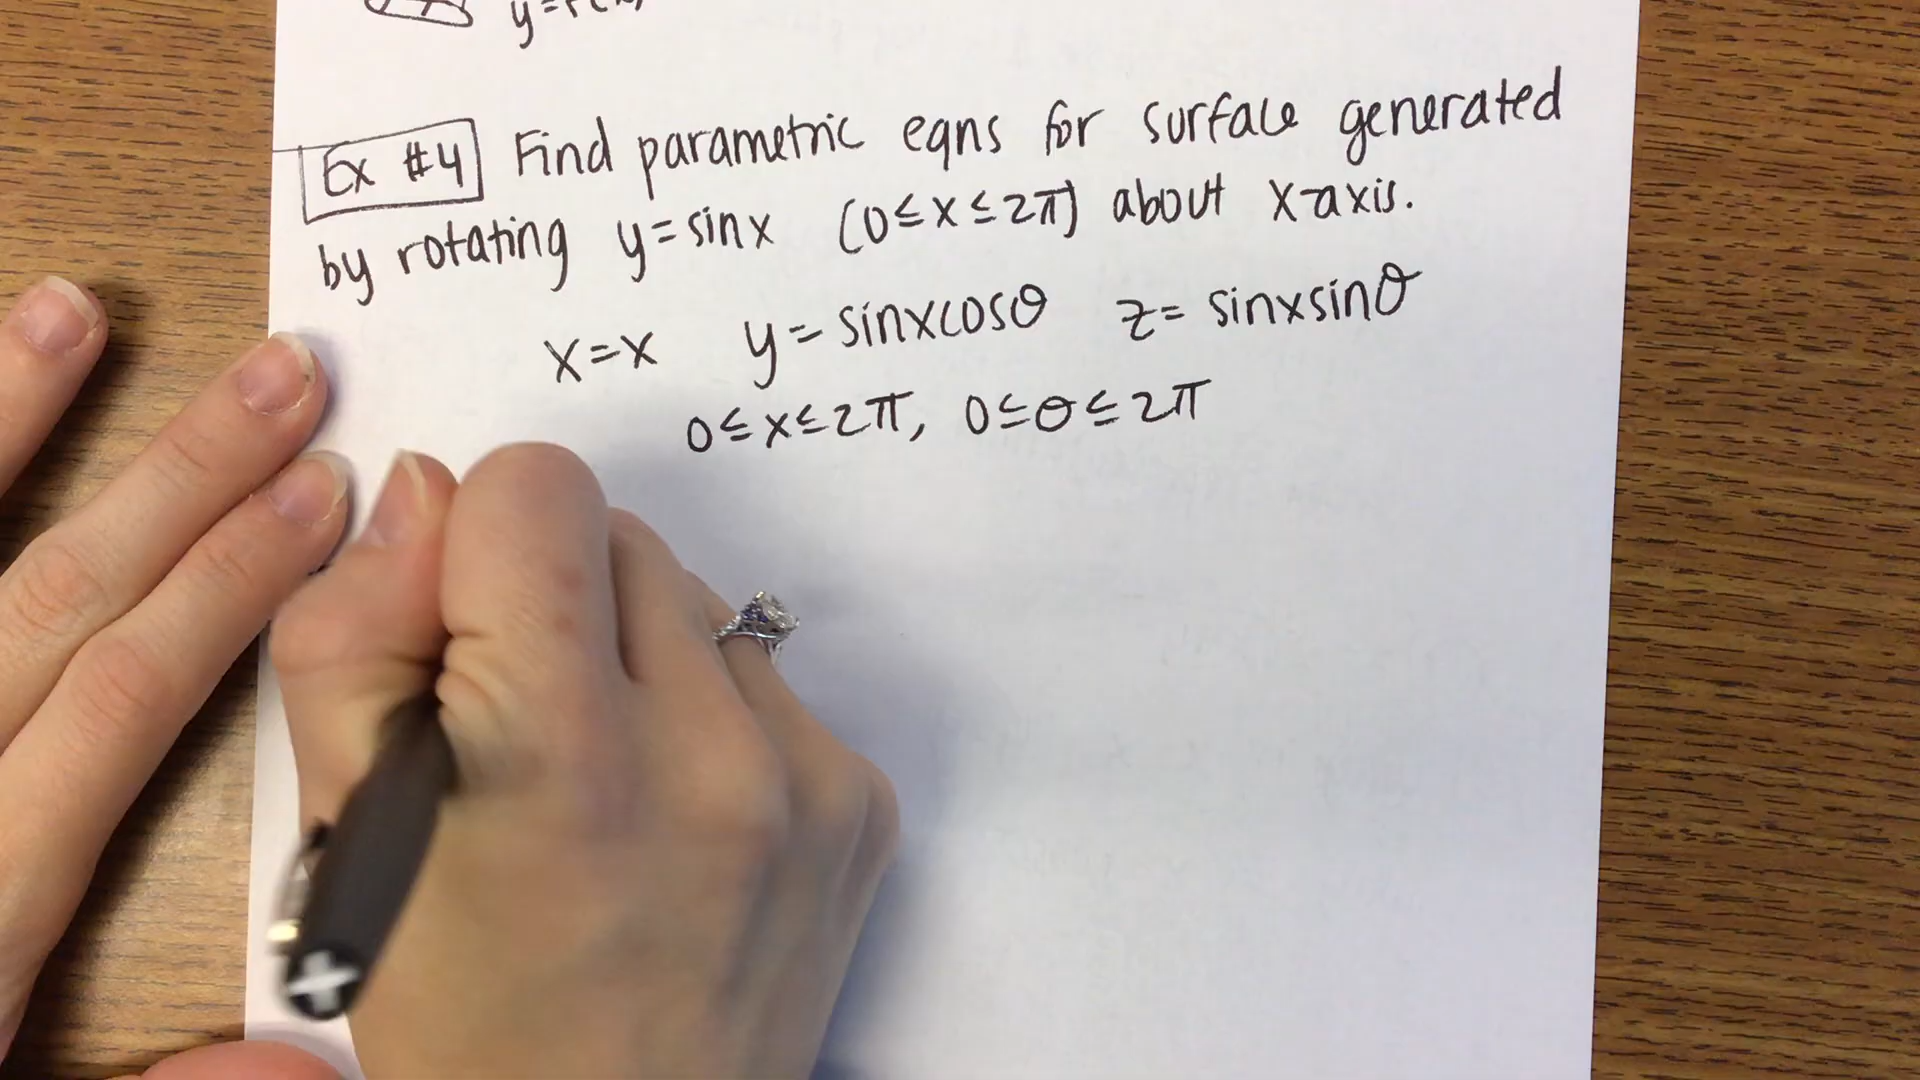 Ex #4 Find parametric eqns for surface generated
by rotating y=sinx (0≤x≤2π) about x-axis.
x=x y=sinxcosθ z=sinxsinθ
0≤x≤2π, 0≤θ≤2π